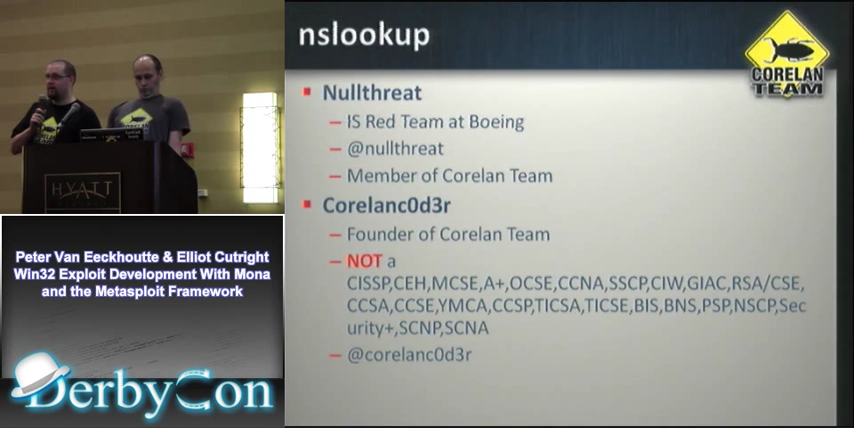 nslookup
CORELAN
TEAM
Nullthreat
– IS Red Team at Boeing
– @nullthreat
– Member of Corelan Team
Corelanc0d3r
– Founder of Corelan Team
– NOT a
CISSP,CEH,MCSE,A+,OCSE,CCNA,SSCP,CIW,GIAC,RSA/CSE,
CCSA,CCSE,YMCA,CCSP,TICSA,TICSE,BIS,BNS,PSP,NSCP,Sec
urity+,SCNP,SCNA
– @corelanc0d3r
HYATT
Peter Van Eeckhoutte & Elliot Cutright
Win32 Exploit Development With Mona
and the Metasploit Framework
DerbyCon